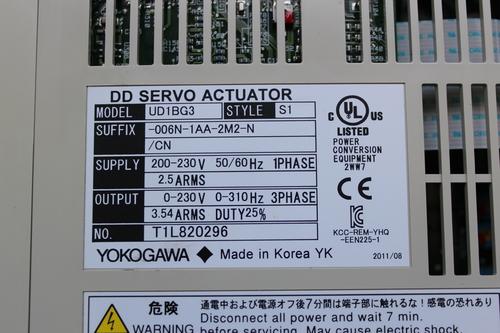 DD SERVO ACTUATOR
MODEL UD1BG3 STYLE S1
SUFFIX -006N-1AA-2M2-N
/CN
SUPPLY 200-230V 50/60Hz 1PHASE
2.5ARMS
OUTPUT 0-230V 0-310HZ 3PHASE
3.54ARMS DUTY25%
NO. T1L820296
YOKOGAWA Made in Korea YK
C UL US
LISTED
POWER
CONVERSION
EQUIPMENT
2WW7
CE
KCC-REM-YHQ
-EEN225-1
2011/08
危険 通電中および電源オフ後7分間は端子部に触れるな!感電の恐れあり
Disconnect all power and wait 7 min.
WARNING before servicing. May cause electric shock.